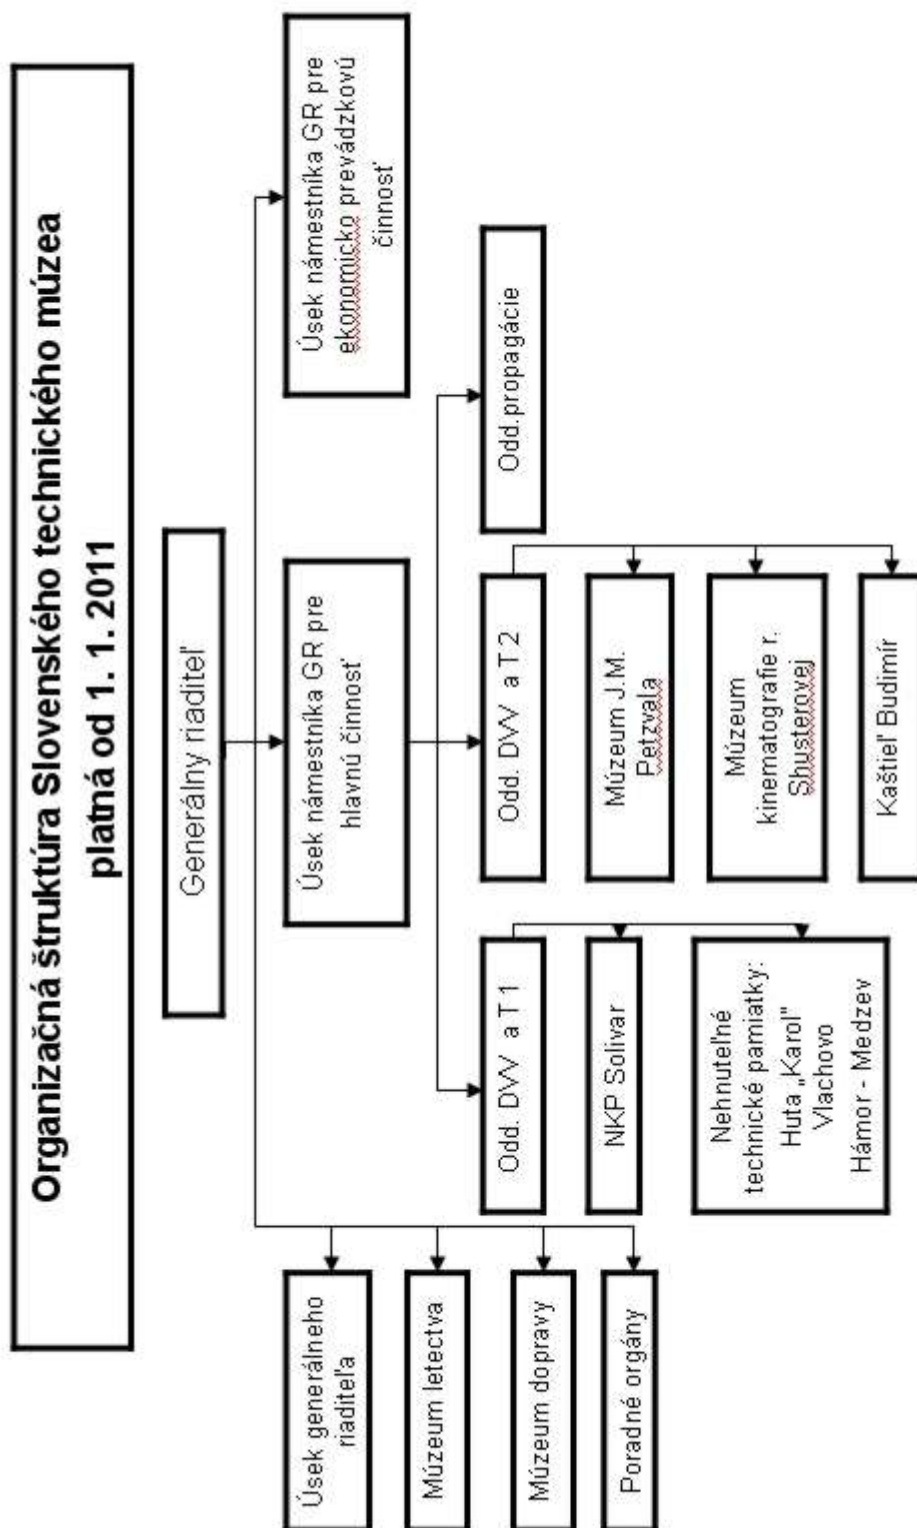 Organizačná štruktúra Slovenského technického múzea
platná od 1. 1. 2011
Generálny riaditeľ
Úsek generálneho
riaditeľa
Múzeum letectva
Múzeum dopravy
Poradné orgány
Úsek námestníka GR pre
hlavnú činnosť
Úsek námestníka GR pre
ekonomicko prevádzkovú
činnosť
Odd. DVV a T1
NKP Solivar
Nehnuteľné
technické pamiatky:
Huta „Karol"
Vlachovo
Hámor - Medzev
Odd. DVV a T2
Múzeum J.M.
Petzvala
Múzeum
kinematografie r.
Shusterovej
Kaštieľ Budimír
Odd.propagácie